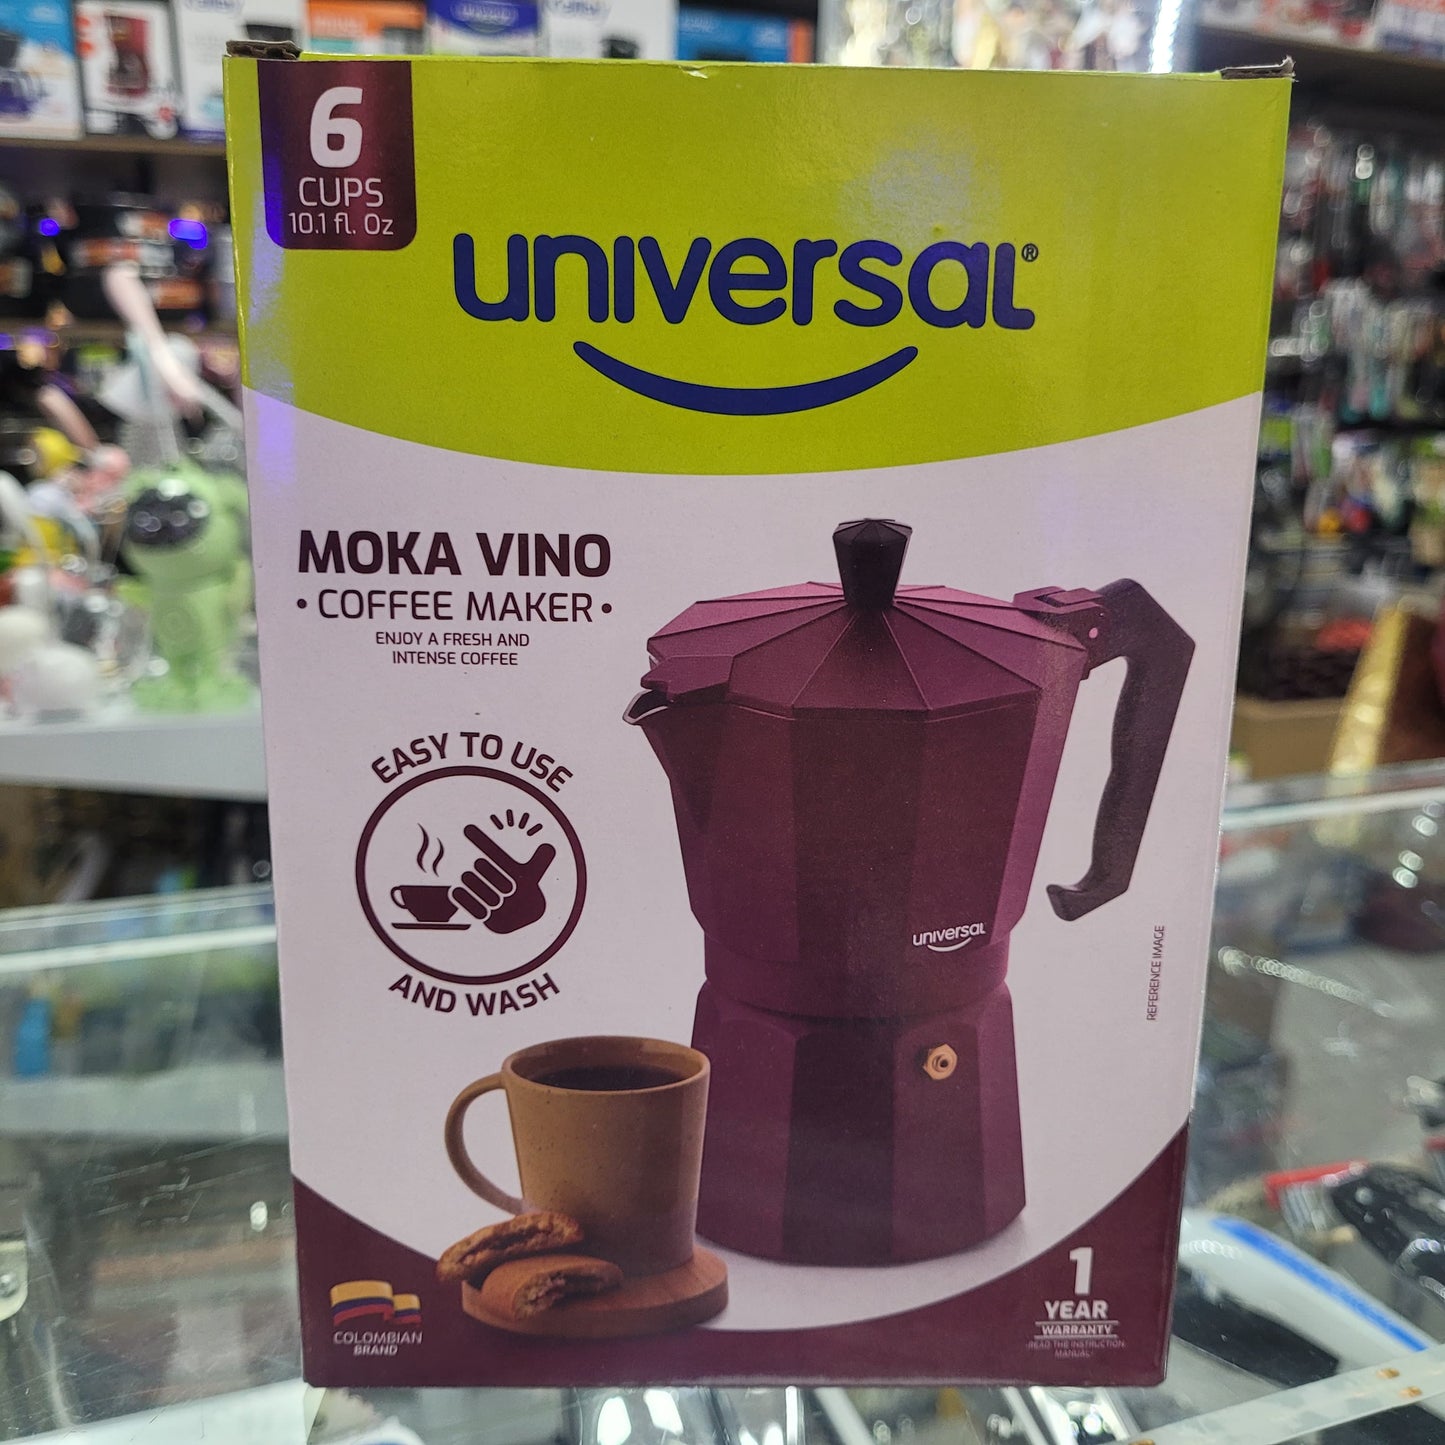 6
CUPS
10.1 fl. Oz
universal®
MOKA VINO
• COFFEE MAKER •
ENJOY A FRESH AND
INTENSE COFFEE
EASY TO USE
AND WASH
universal
REFERENCE IMAGE
COLOMBIAN
BRAND
1
YEAR
WARRANTY
-READ THE INSTRUCTION
MANUAL-